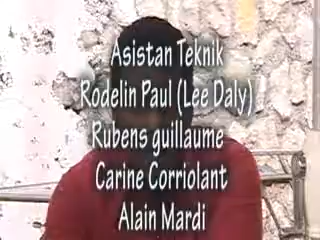 Asistan Teknik
Rodelin Paul (Lee Daly)
Rubens guillaume
Carine Corriolant
Alain Mardi